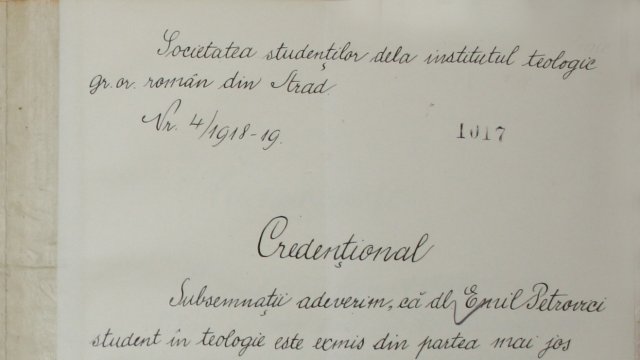 Societatea studenților dela institutul teologic
gr. or. român din Arad.
Nr. 4/1918-19.
1017
Credențional
Subsemnații adeverim, că dl Emil Petrovici
student în teologie este exmis din partea mai jos